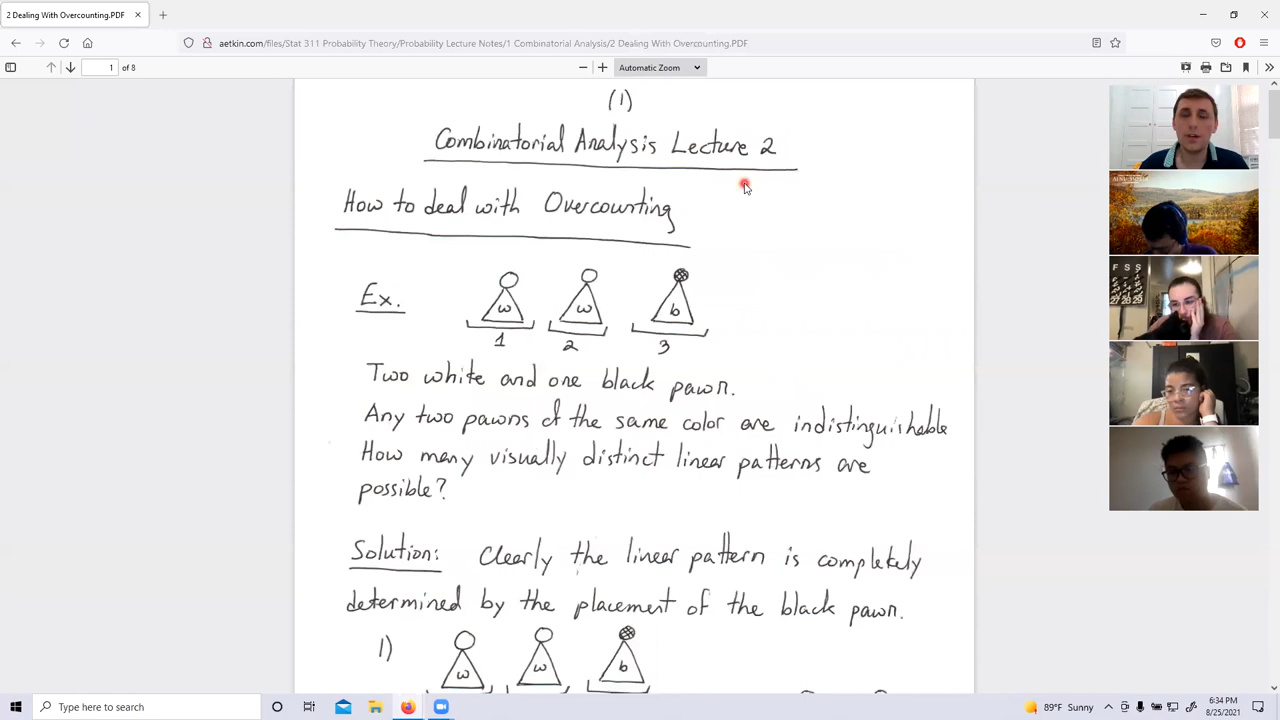 2 Dealing With Overcounting.PDF
aetkin.com/files/Stat 311 Probability Theory/Probability Lecture Notes/1 Combinatorial Analysis/2 Dealing With Overcounting.PDF
1 of 8
Automatic Zoom
(1)
Combinatorial Analysis Lecture 2
How to deal with Overcounting
Ex.
w w b
1 2 3
Two white and one black pawn.
Any two pawns of the same color are indistinguishable
How many visually distinct linear patterns are
possible?
Solution: Clearly the linear pattern is completely
determined by the placement of the black pawn.
1)
w w b
F S S
27 28 29
Type here to search
89°F Sunny
6:34 PM
8/25/2021